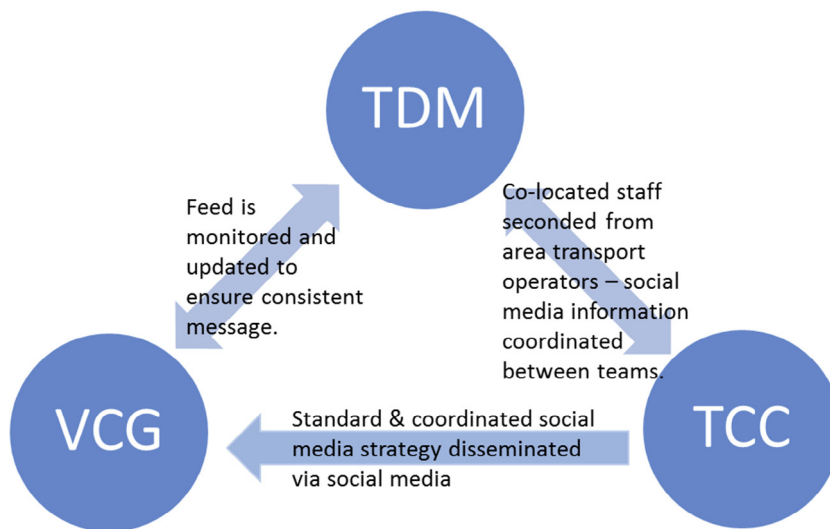 TDM
Feed is
monitored and
updated to
ensure consistent
message.
Co-located staff
seconded from
area transport
operators – social
media information
coordinated
between teams.
VCG
Standard & coordinated social
media strategy disseminated
via social media
TCC